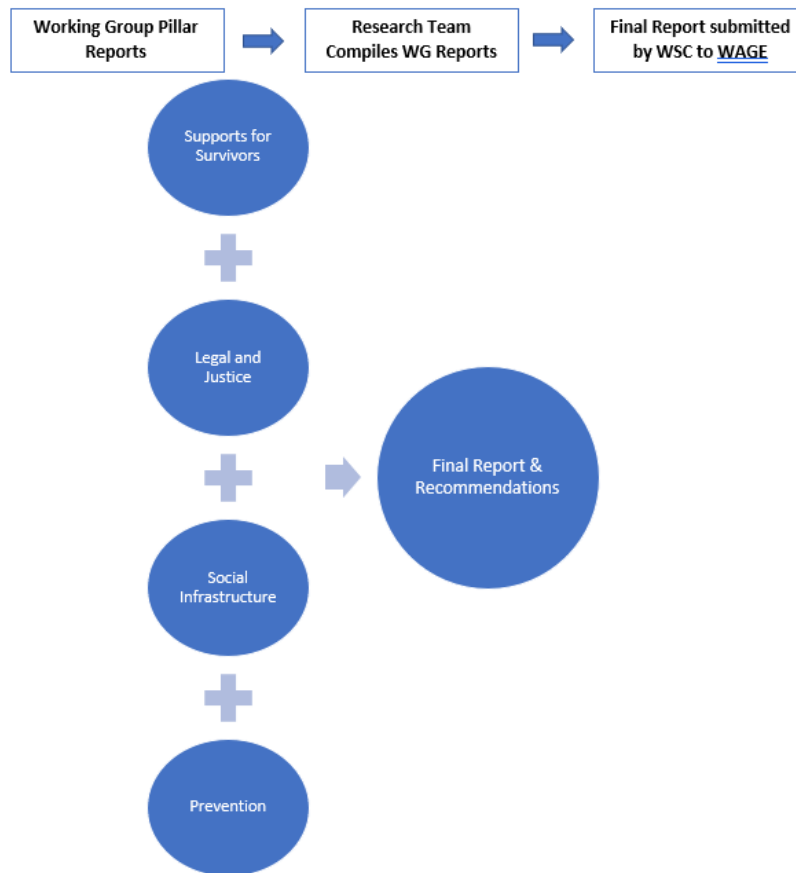 Working Group Pillar
Reports
Research Team
Compiles WG Reports
Final Report submitted
by WSC to WAGE
Supports for
Survivors
Legal and
Justice
Social
Infrastructure
Prevention
Final Report &
Recommendations